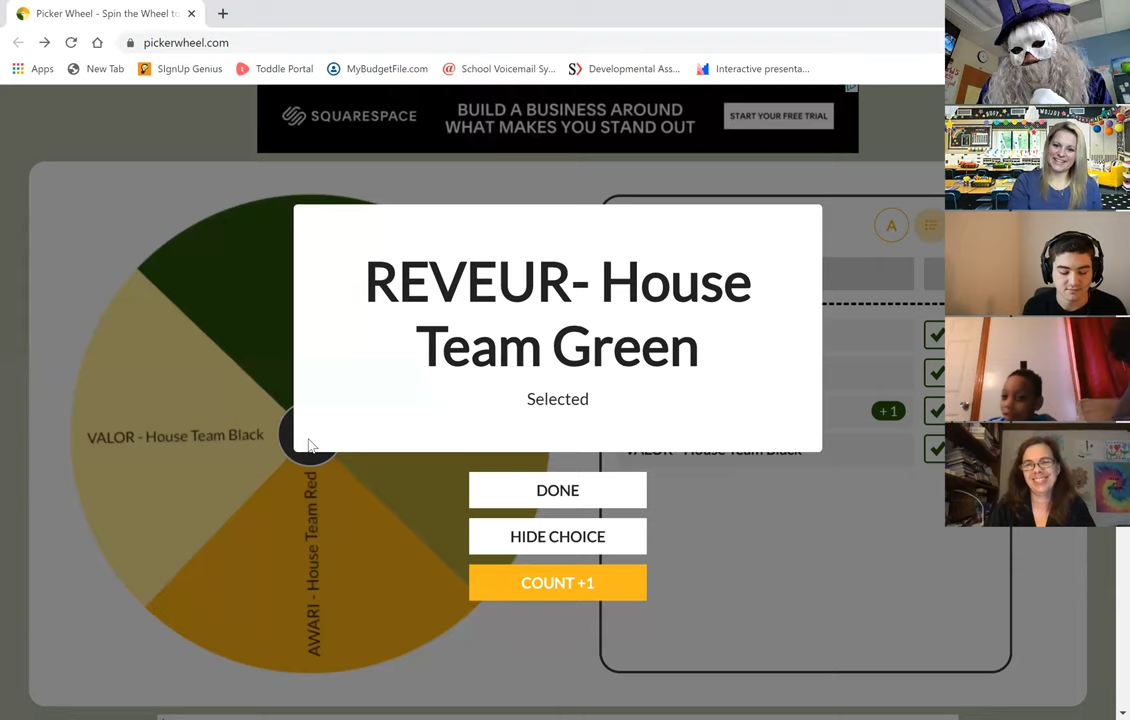 Picker Wheel - Spin the Wheel to
pickerwheel.com
Apps
New Tab
SIgnUp Genius
Toddle Portal
MyBudgetFile.com
School Voicemail Sy...
Developmental Ass...
Interactive presenta...
SQUARESPACE
BUILD A BUSINESS AROUND
WHAT MAKES YOU STAND OUT
START YOUR FREE TRIAL
A
REVEUR- House
Team Green
Selected
+ 1
VALOR - House Team Black
VALOR - House Team Black
AWARI - House Team Red
DONE
HIDE CHOICE
COUNT +1